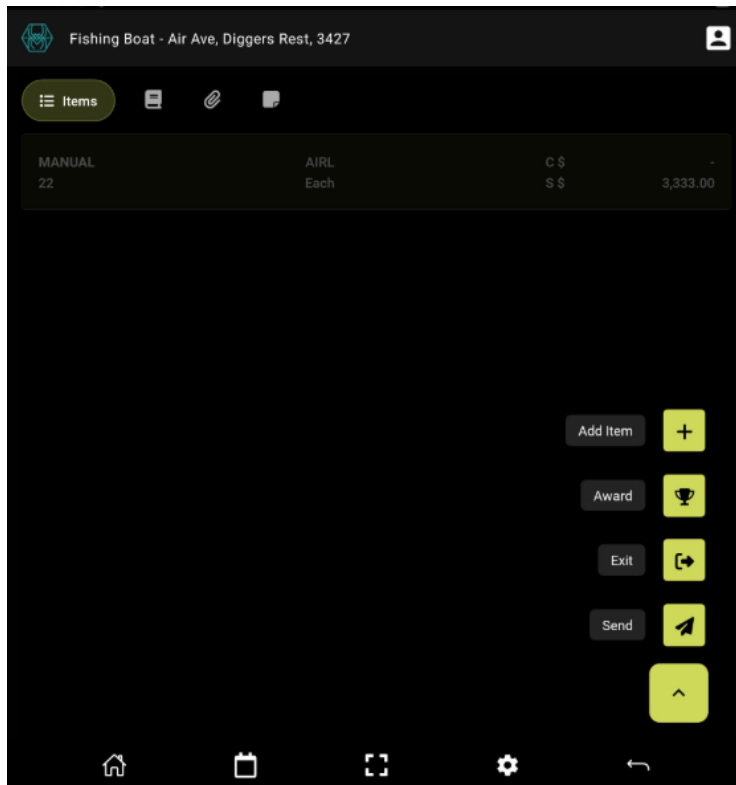 Fishing Boat - Air Ave, Diggers Rest, 3427
Items
MANUAL AIRL C $ -
22 Each S $ 3,333.00
Add Item
Award
Exit
Send